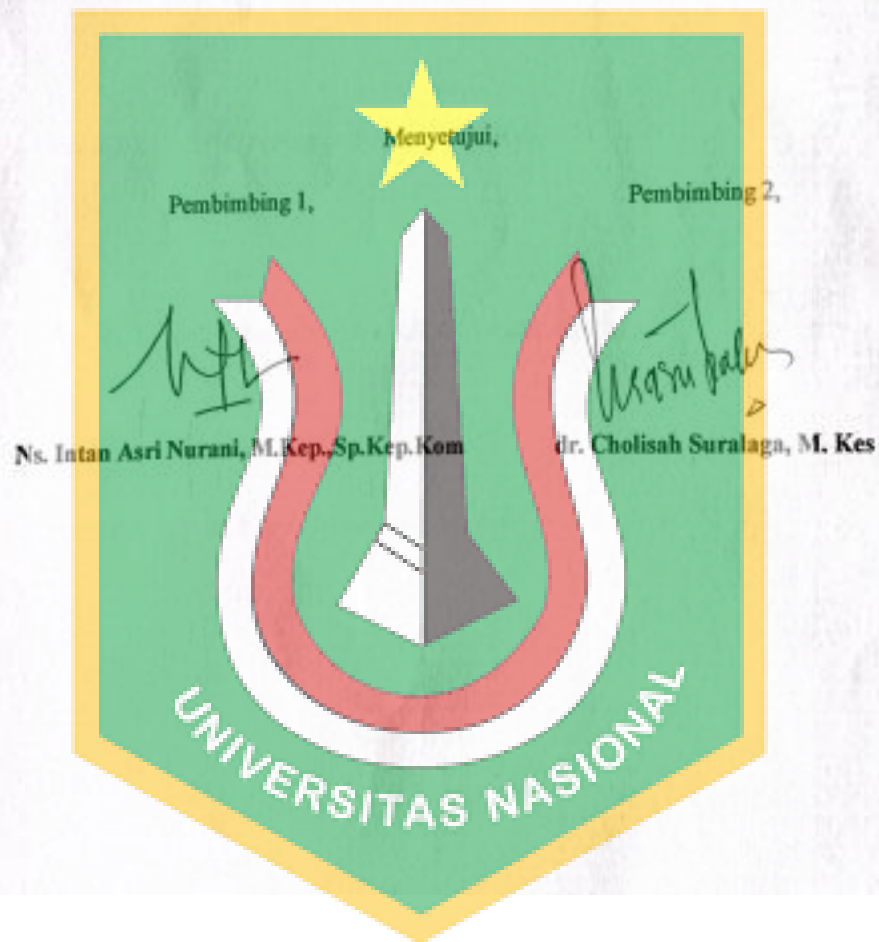 Menyetujui,
Pembimbing 1, Pembimbing 2,
Ns. Intan Asri Nurani, M.Kep.,Sp.Kep.Kom dr. Cholisah Suralaga, M. Kes
UNIVERSITAS NASIONAL